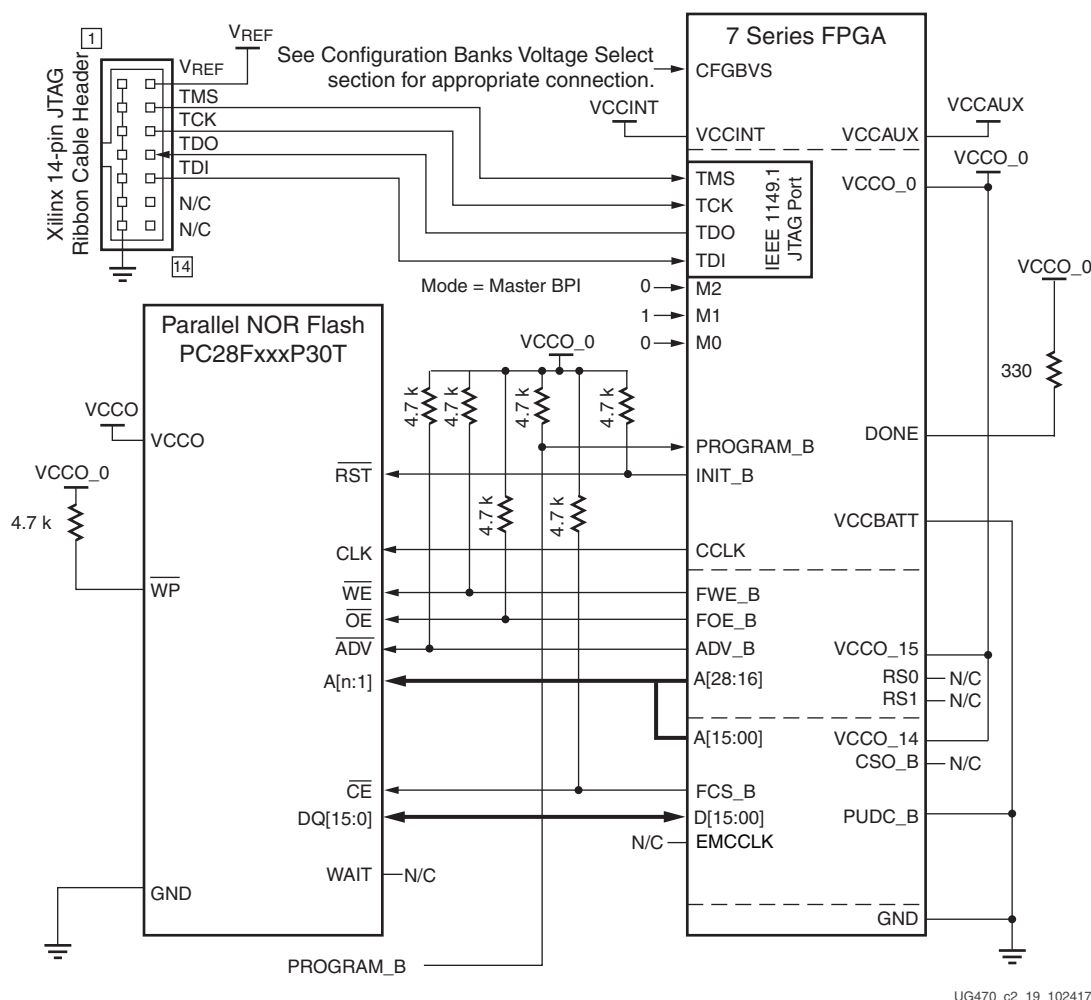 1
VREF
Xilinx 14-pin JTAG
Ribbon Cable Header
VREF
TMS
TCK
TDO
TDI
N/C
N/C
14
See Configuration Banks Voltage Select
section for appropriate connection.
7 Series FPGA
CFGBVS
VCCINT
VCCINT
VCCAUX
VCCAUX
VCCO_0
VCCO_0
TMS
TCK
TDO
TDI
IEEE 1149.1
JTAG Port
Mode = Master BPI
0
M2
1
M1
0
M0
VCCO_0
330
DONE
Parallel NOR Flash
PC28FxxxP30T
VCCO_0
4.7 k
4.7 k
4.7 k
4.7 k
4.7 k
4.7 k
VCCO
VCCO
VCCO_0
4.7 k
WP
RST
CLK
WE
OE
ADV
A[n:1]
CE
DQ[15:0]
WAIT
N/C
GND
PROGRAM_B
PROGRAM_B
INIT_B
CCLK
FWE_B
FOE_B
ADV_B
A[28:16]
A[15:00]
FCS_B
D[15:00]
N/C
EMCCLK
VCCBATT
VCCO_15
RS0
N/C
RS1
N/C
VCCO_14
CSO_B
N/C
PUDC_B
GND
UG470_c2_19_102417